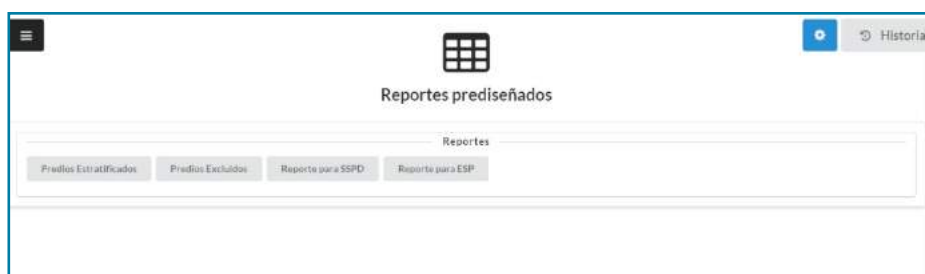 Historia
Reportes prediseñados
Reportes
Predios Estratificados Predios Excluidos Reporte para SSPD Reporte para ESP